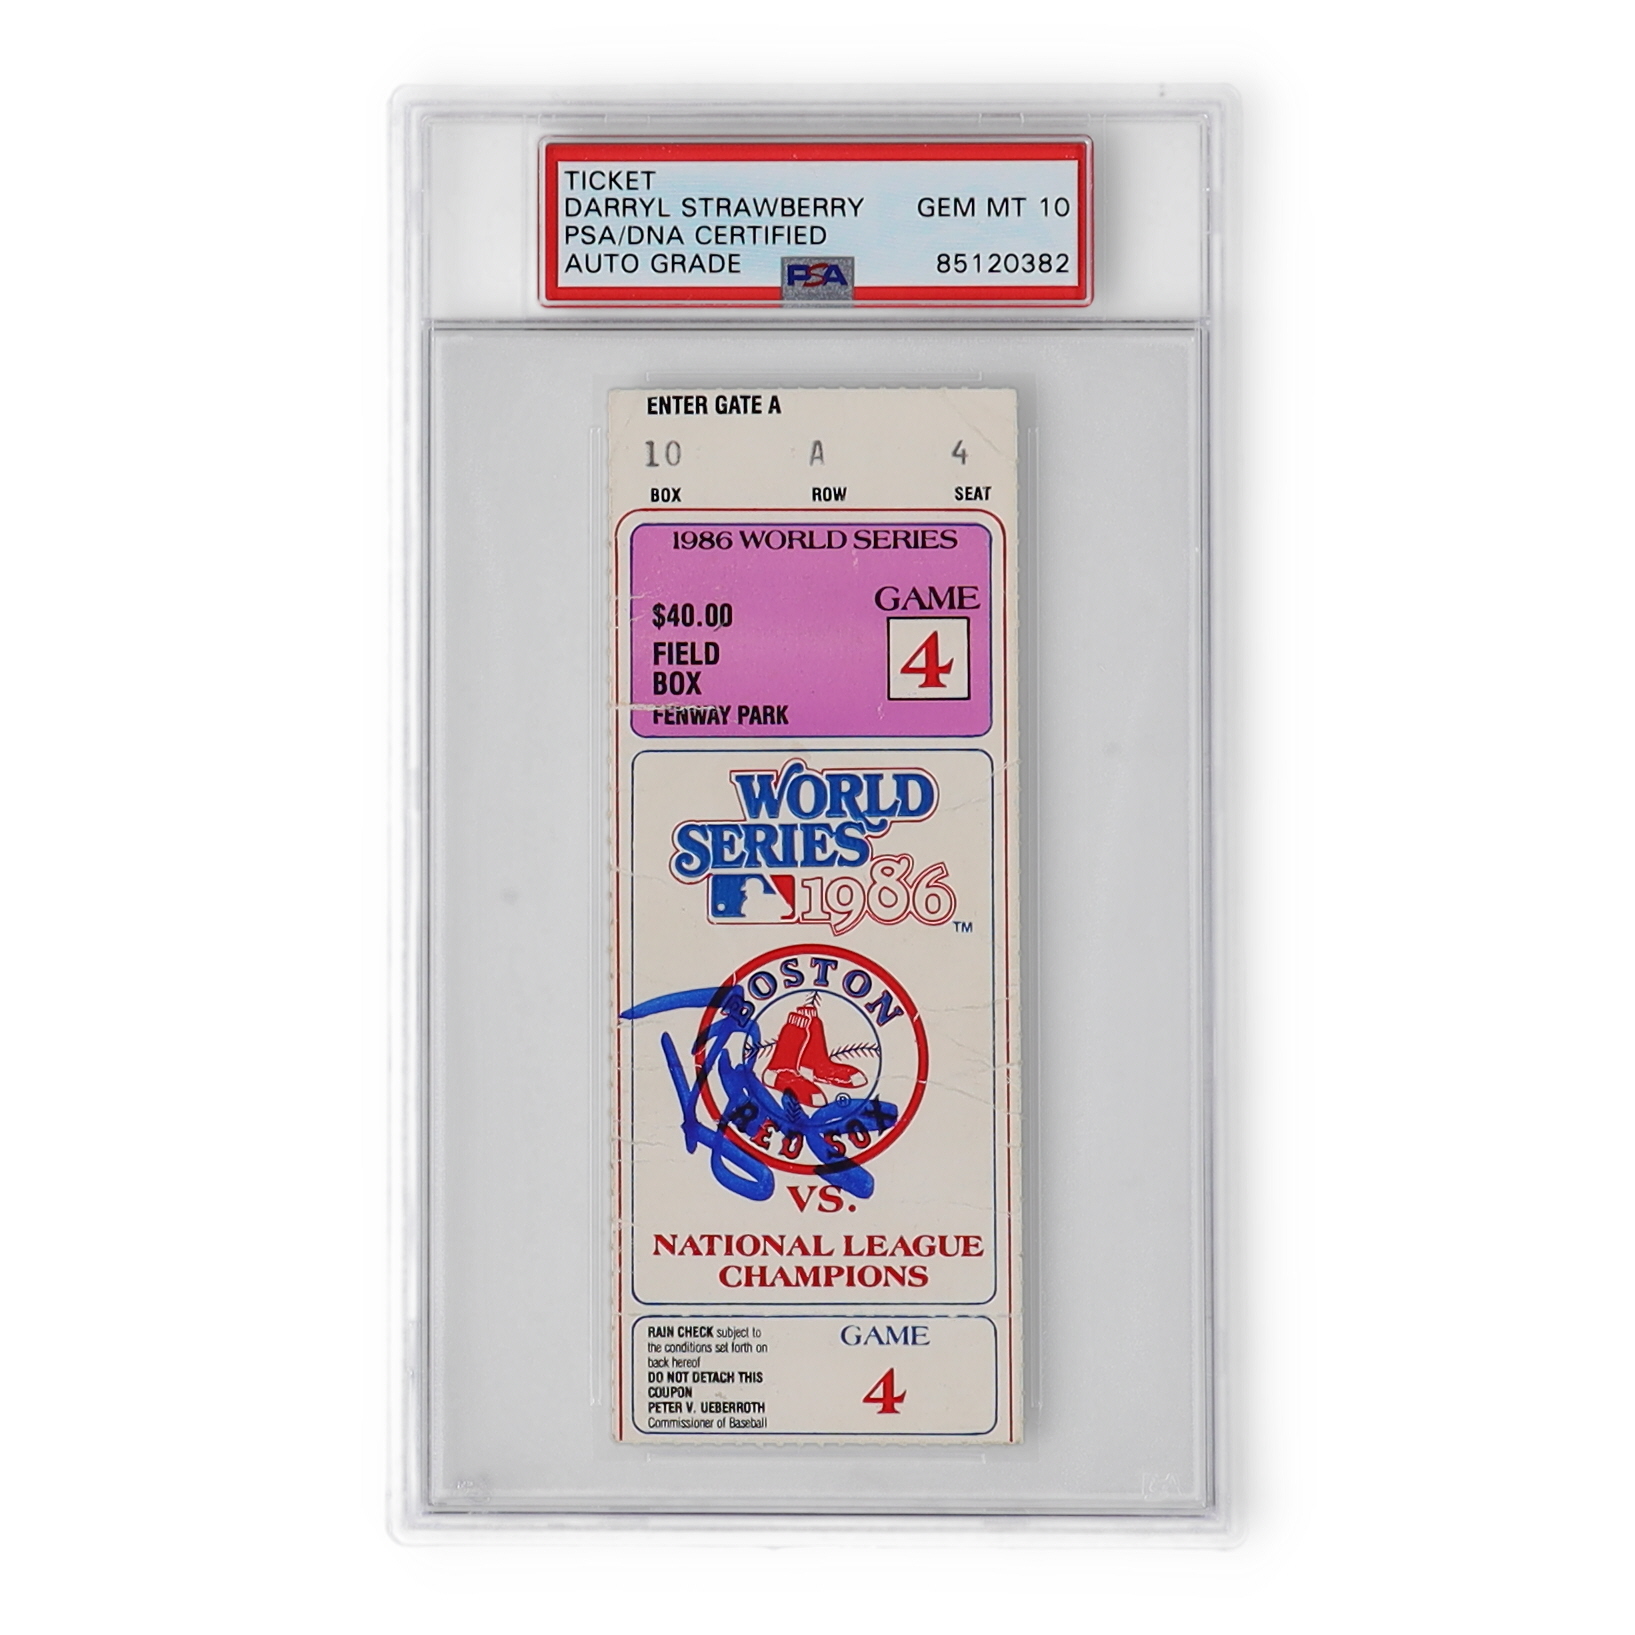 TICKET
DARRYL STRAWBERRY GEM MT 10
PSA/DNA CERTIFIED
AUTO GRADE 85120382
PSA
ENTER GATE A
10 A 4
BOX ROW SEAT
1986 WORLD SERIES
GAME
$40.00
4
FIELD
BOX
FENWAY PARK
WORLD
SERIES
1986 TM
BOSTON
®
RED SOX
VS.
NATIONAL LEAGUE
CHAMPIONS
RAIN CHECK subject to
the conditions set forth on
back hereof
DO NOT DETACH THIS
COUPON
PETER V. UEBERROTH
Commissioner of Baseball
GAME
4